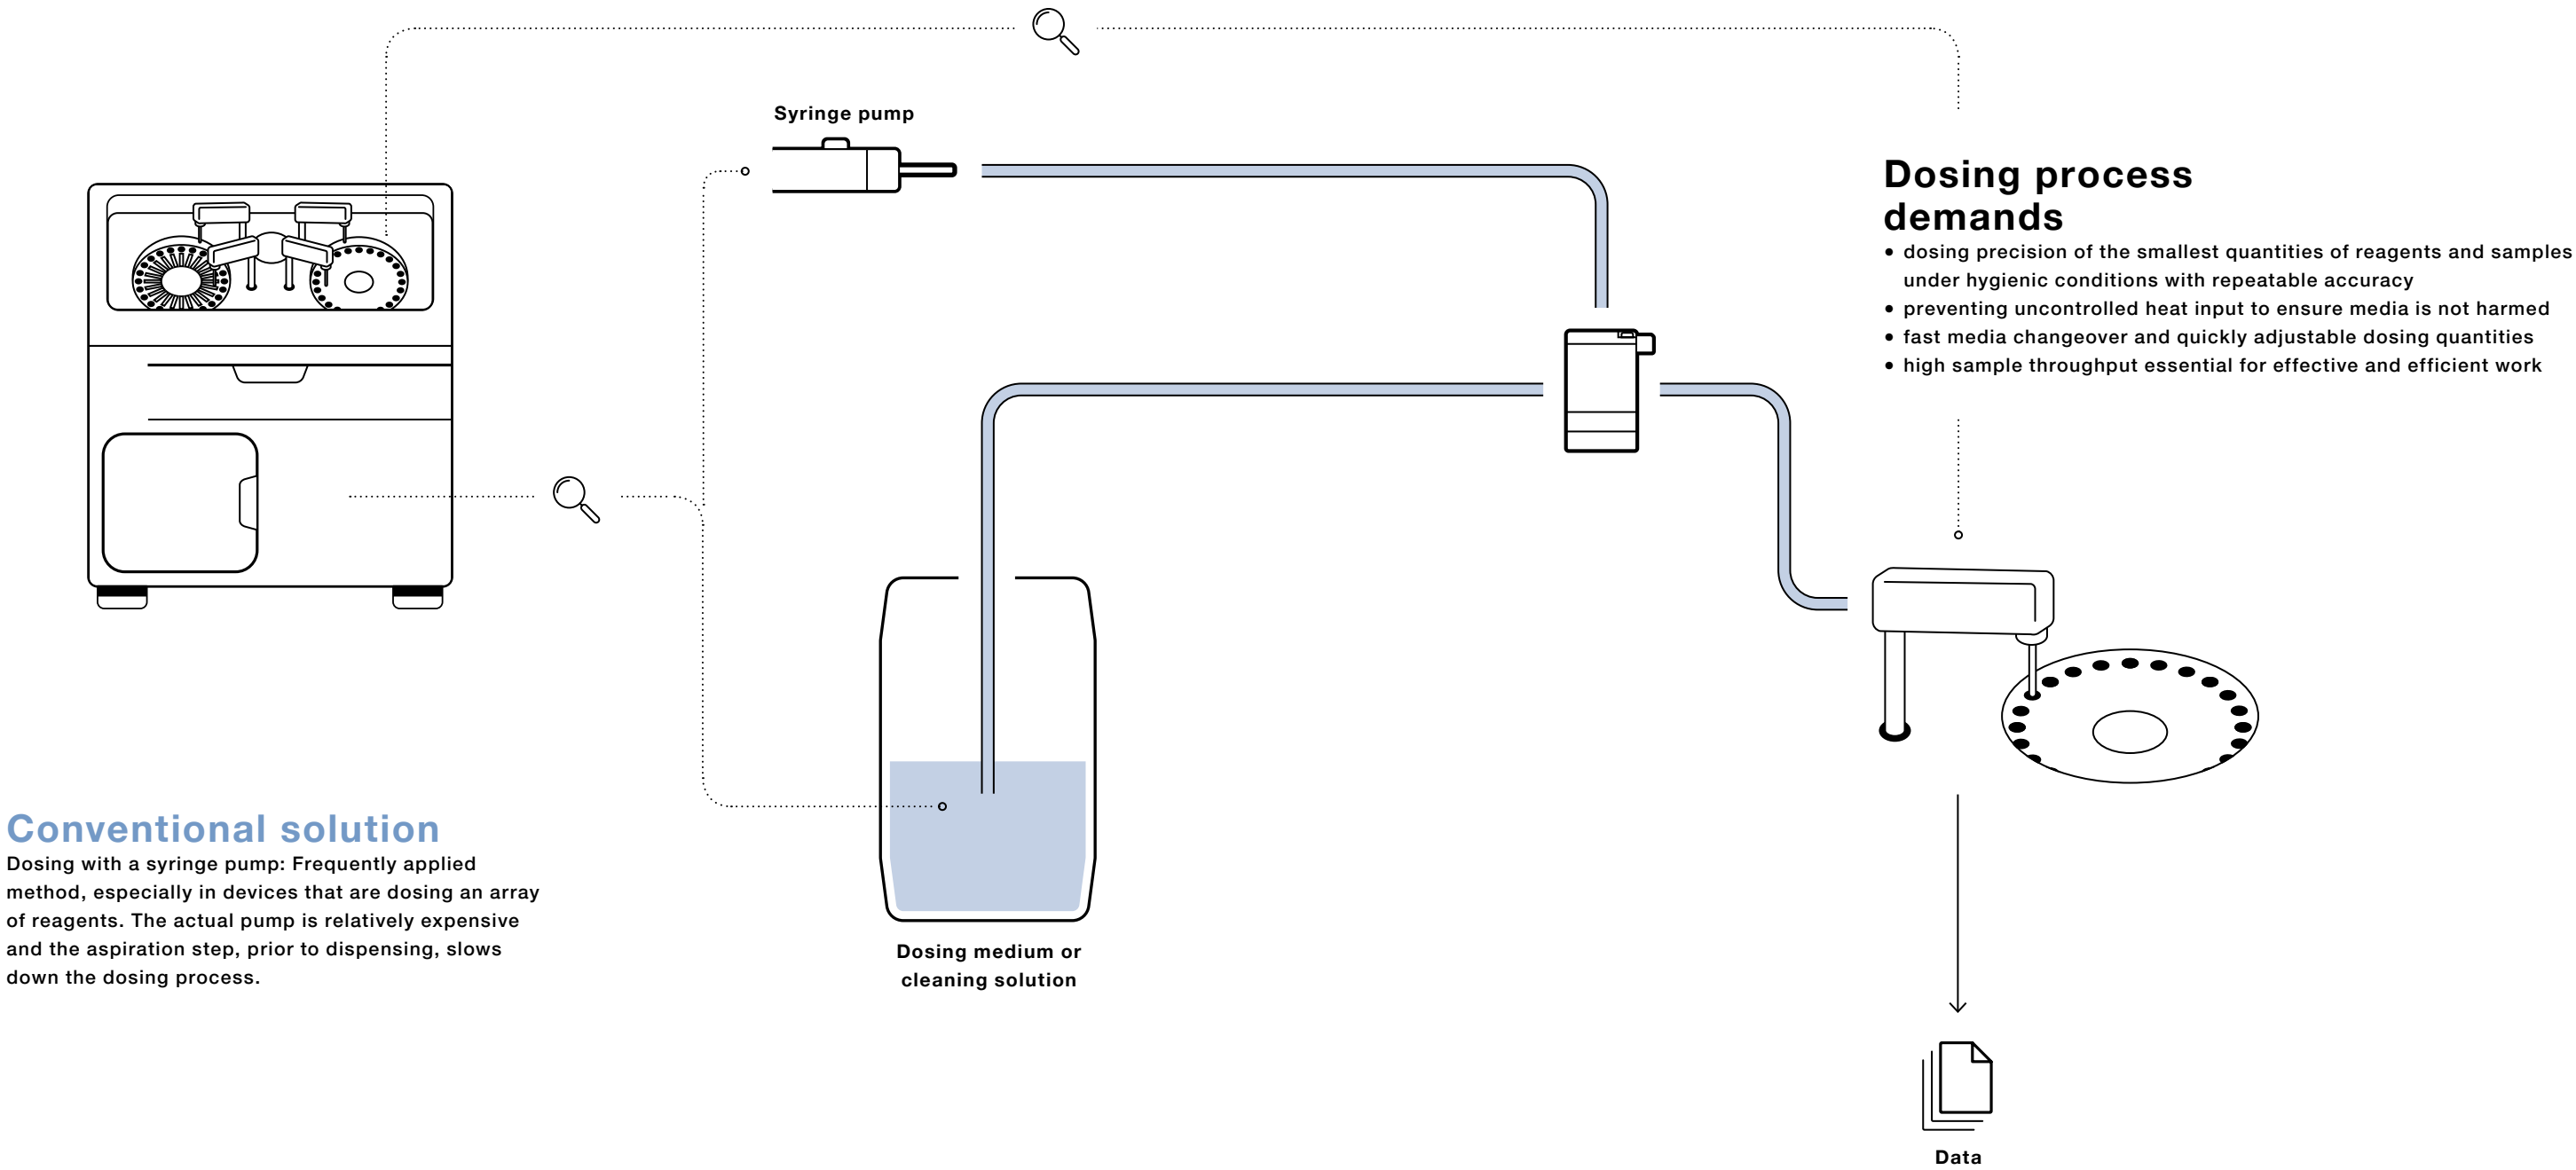 Syringe pump
Dosing process
demands
• dosing precision of the smallest quantities of reagents and samples
under hygienic conditions with repeatable accuracy
• preventing uncontrolled heat input to ensure media is not harmed
• fast media changeover and quickly adjustable dosing quantities
• high sample throughput essential for effective and efficient work
Conventional solution
Dosing with a syringe pump: Frequently applied
method, especially in devices that are dosing an array
of reagents. The actual pump is relatively expensive
and the aspiration step, prior to dispensing, slows
down the dosing process.
Dosing medium or
cleaning solution
Data